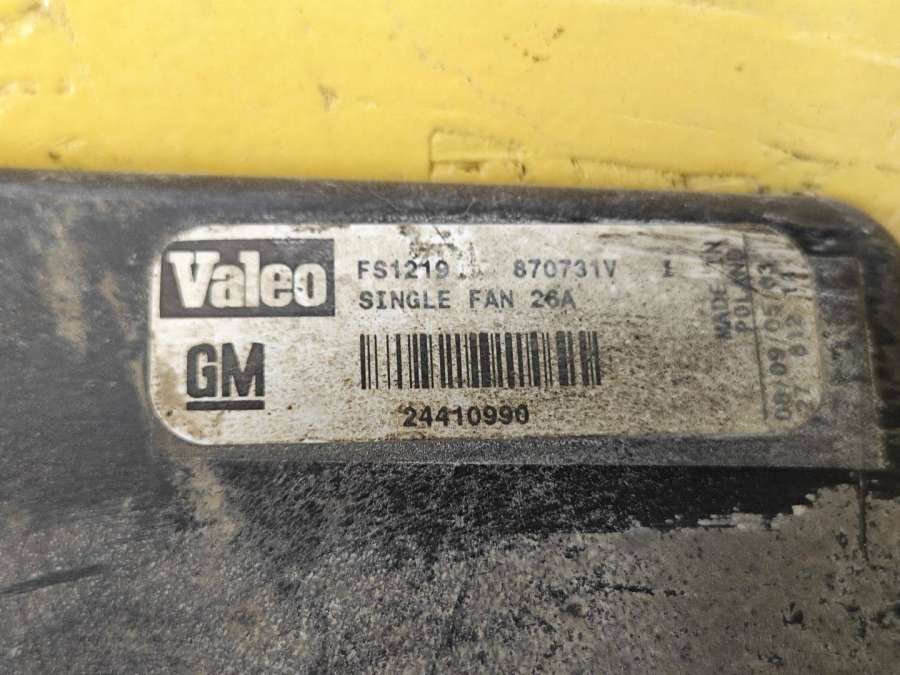 Valeo
FS1219 870731V
SINGLE FAN 26A
GM
24410990
MADE IN
POLAND